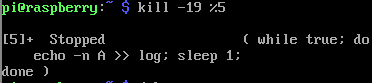 pi@raspberry:~ $ kill -19 %5
[5]+  Stopped                 ( while true; do
    echo -n A >> log; sleep 1;
done )